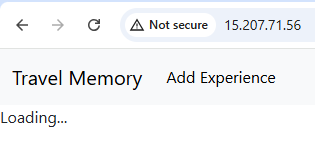 Not secure 15.207.71.56
Travel Memory Add Experience
Loading...